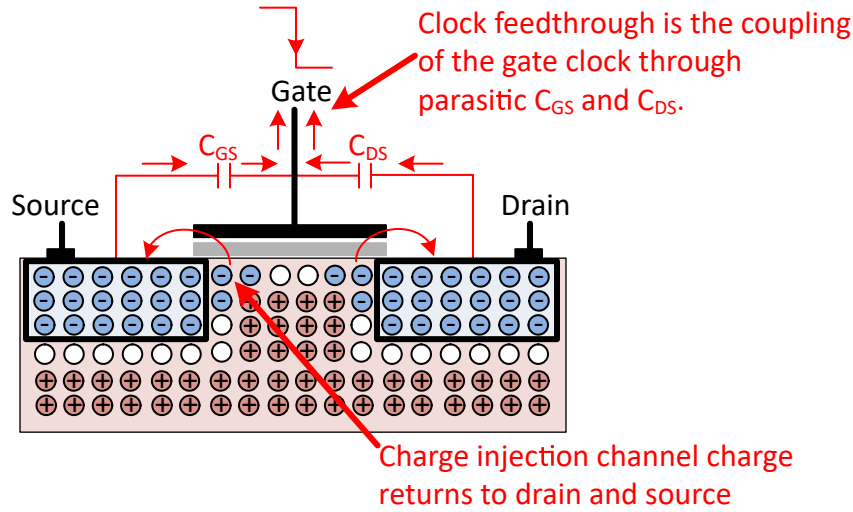 Clock feedthrough is the coupling
of the gate clock through
parasitic CGS and CDS.
Gate
CGS
CDS
Source
Drain
Charge injection channel charge
returns to drain and source